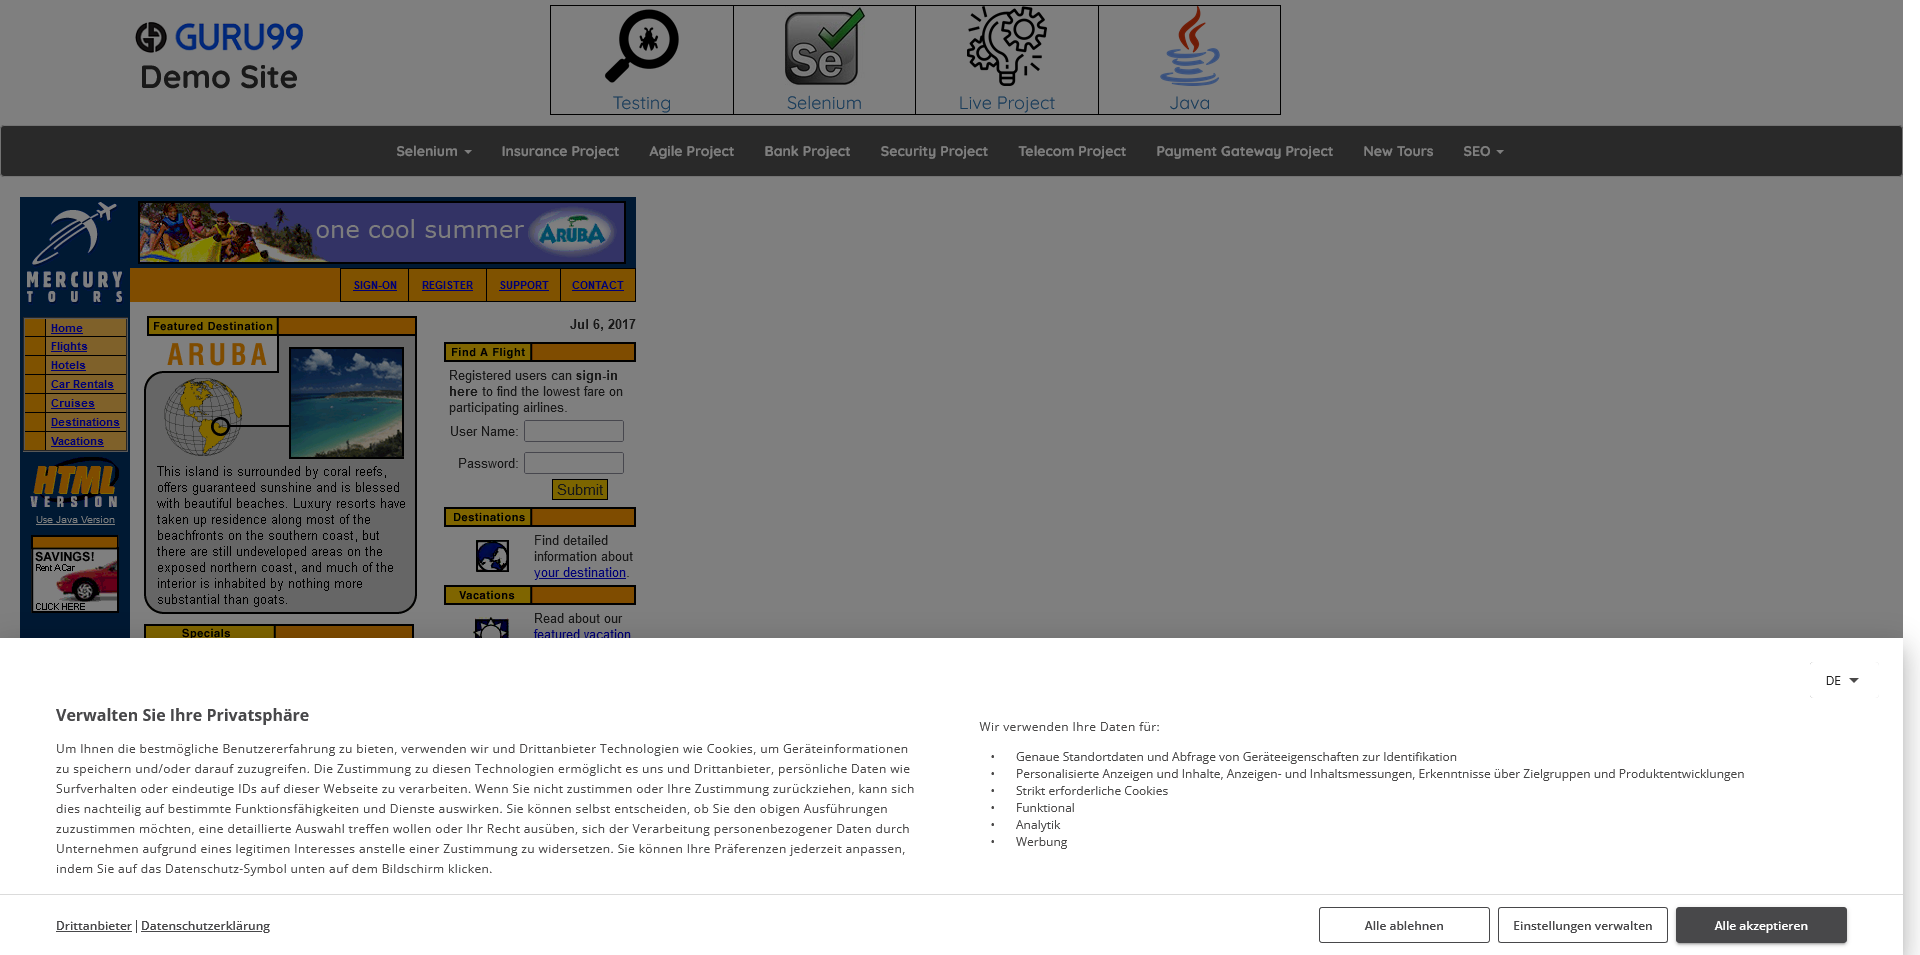 GURU99
Demo Site
Testing
Selenium
Live Project
Java
Selenium
Insurance Project
Agile Project
Bank Project
Security Project
Telecom Project
Payment Gateway Project
New Tours
SEO
MERCURY
TOURS
one cool summer
ARUBA
SIGN-ON
REGISTER
SUPPORT
CONTACT
Home
Flights
Hotels
Car Rentals
Cruises
Destinations
Vacations
HTML
VERSION
Use Java Version
SAVINGS!
Rent A Car
CLICK HERE
Featured Destination
ARUBA
This island is surrounded by coral reefs,
offers guaranteed sunshine and is blessed
with beautiful beaches. Luxury resorts have
taken up residence along most of the
beachfronts on the southern coast, but
there are still undeveloped areas on the
exposed northern coast, and much of the
interior is inhabited by nothing more
substantial than goats.
Specials
Jul 6, 2017
Find A Flight
Registered users can sign-in
here to find the lowest fare on
participating airlines.
User Name:
Password:
Submit
Destinations
Find detailed
information about
your destination.
Vacations
Read about our
featured vacation
DE
Verwalten Sie Ihre Privatsphäre
Um Ihnen die bestmögliche Benutzererfahrung zu bieten, verwenden wir und Drittanbieter Technologien wie Cookies, um Geräteinformationen
zu speichern und/oder darauf zuzugreifen. Die Zustimmung zu diesen Technologien ermöglicht es uns und Drittanbieter, persönliche Daten wie
Surfverhalten oder eindeutige IDs auf dieser Webseite zu verarbeiten. Wenn Sie nicht zustimmen oder Ihre Zustimmung zurückziehen, kann sich
dies nachteilig auf bestimmte Funktionsfähigkeiten und Dienste auswirken. Sie können selbst entscheiden, ob Sie den obigen Ausführungen
zuzustimmen möchten, eine detaillierte Auswahl treffen wollen oder Ihr Recht ausüben, sich der Verarbeitung personenbezogener Daten durch
Unternehmen aufgrund eines legitimen Interesses anstelle einer Zustimmung zu widersetzen. Sie können Ihre Präferenzen jederzeit anpassen,
indem Sie auf das Datenschutz-Symbol unten auf dem Bildschirm klicken.
Wir verwenden Ihre Daten für:
• Genaue Standortdaten und Abfrage von Geräteeigenschaften zur Identifikation
• Personalisierte Anzeigen und Inhalte, Anzeigen- und Inhaltsmessungen, Erkenntnisse über Zielgruppen und Produktentwicklungen
• Strikt erforderliche Cookies
• Funktional
• Analytik
• Werbung
Drittanbieter | Datenschutzerklärung
Alle ablehnen
Einstellungen verwalten
Alle akzeptieren